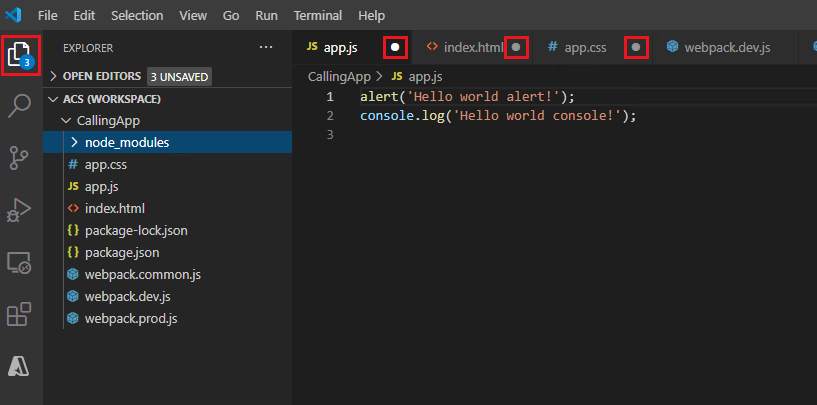 File Edit Selection View Go Run Terminal Help
EXPLORER ...
3
OPEN EDITORS 3 UNSAVED
ACS (WORKSPACE)
CallingApp
node_modules
# app.css
JS app.js
<> index.html
{} package-lock.json
{} package.json
webpack.common.js
webpack.dev.js
webpack.prod.js
JS app.js <> index.html # app.css webpack.dev.js
CallingApp > JS app.js
1 alert('Hello world alert!');
2 console.log('Hello world console!');
3